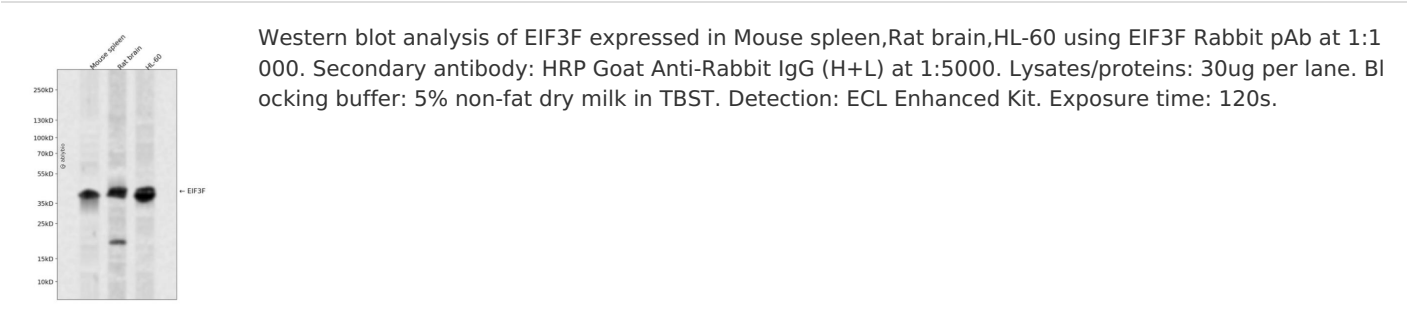 Mouse spleen
Rat brain
HL-60
Western blot analysis of EIF3F expressed in Mouse spleen,Rat brain,HL-60 using EIF3F Rabbit pAb at 1:1
000. Secondary antibody: HRP Goat Anti-Rabbit IgG (H+L) at 1:5000. Lysates/proteins: 30ug per lane. Bl
ocking buffer: 5% non-fat dry milk in TBST. Detection: ECL Enhanced Kit. Exposure time: 120s.
250kD
130kD
100kD
70kD
55kD
35kD
25kD
15kD
10kD
← EIF3F